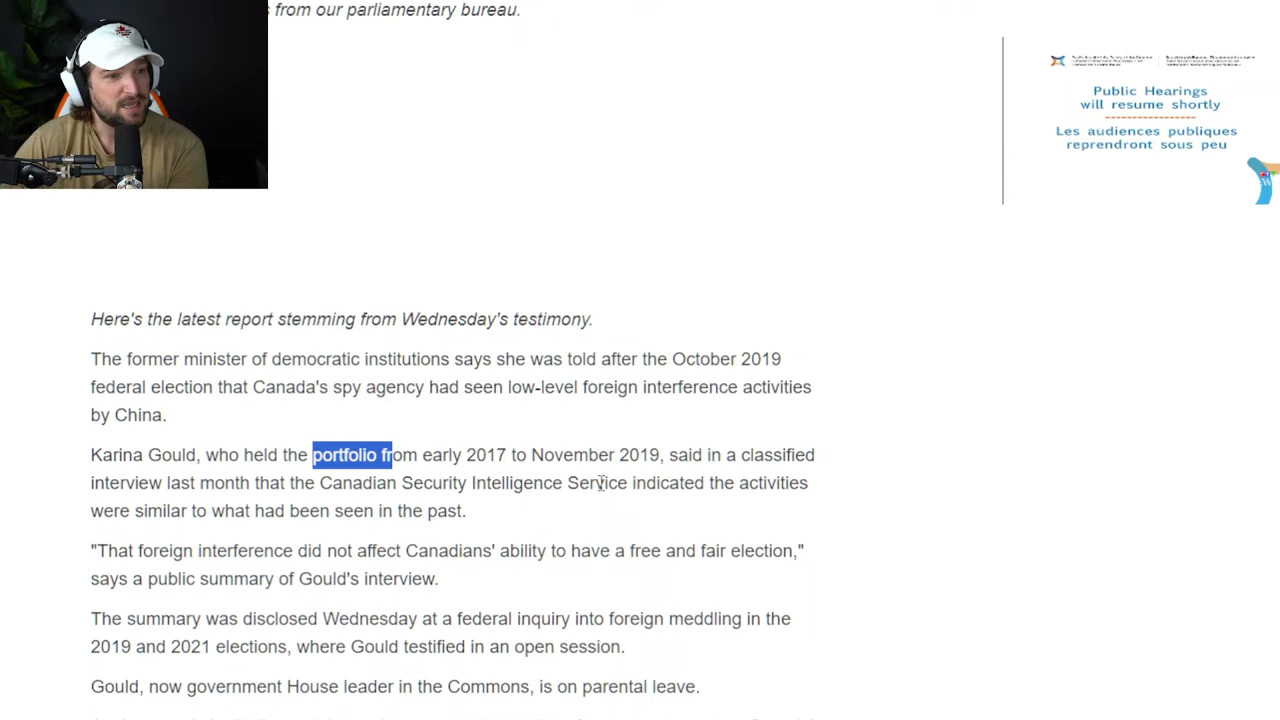 from our parliamentary bureau.
Public Hearings
will resume shortly
Les audiences publiques
reprendront sous peu
Here's the latest report stemming from Wednesday's testimony.
The former minister of democratic institutions says she was told after the October 2019
federal election that Canada's spy agency had seen low-level foreign interference activities
by China.
Karina Gould, who held the portfolio from early 2017 to November 2019, said in a classified
interview last month that the Canadian Security Intelligence Service indicated the activities
were similar to what had been seen in the past.
"That foreign interference did not affect Canadians' ability to have a free and fair election,"
says a public summary of Gould's interview.
The summary was disclosed Wednesday at a federal inquiry into foreign meddling in the
2019 and 2021 elections, where Gould testified in an open session.
Gould, now government House leader in the Commons, is on parental leave.